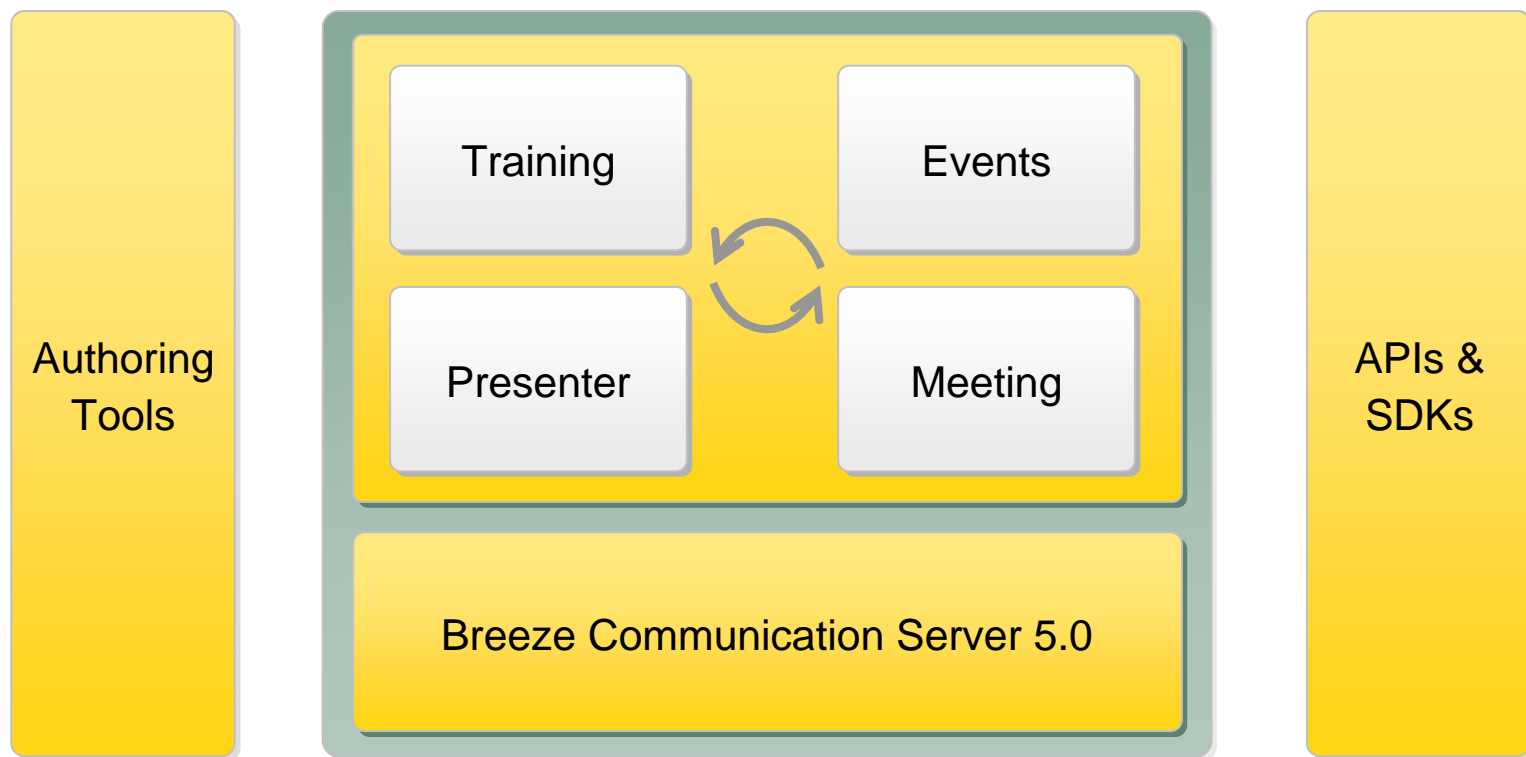 Authoring
Tools
Training
Events
Presenter
Meeting
Breeze Communication Server 5.0
APIs &
SDKs